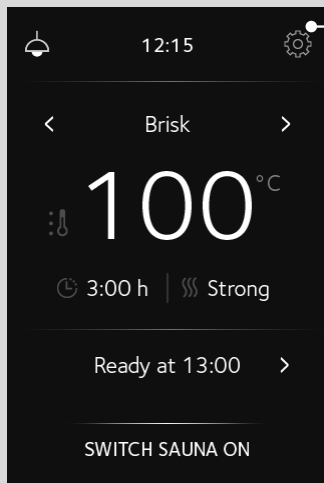 12:15
Brisk
100 °C
3:00 h Strong
Ready at 13:00
SWITCH SAUNA ON